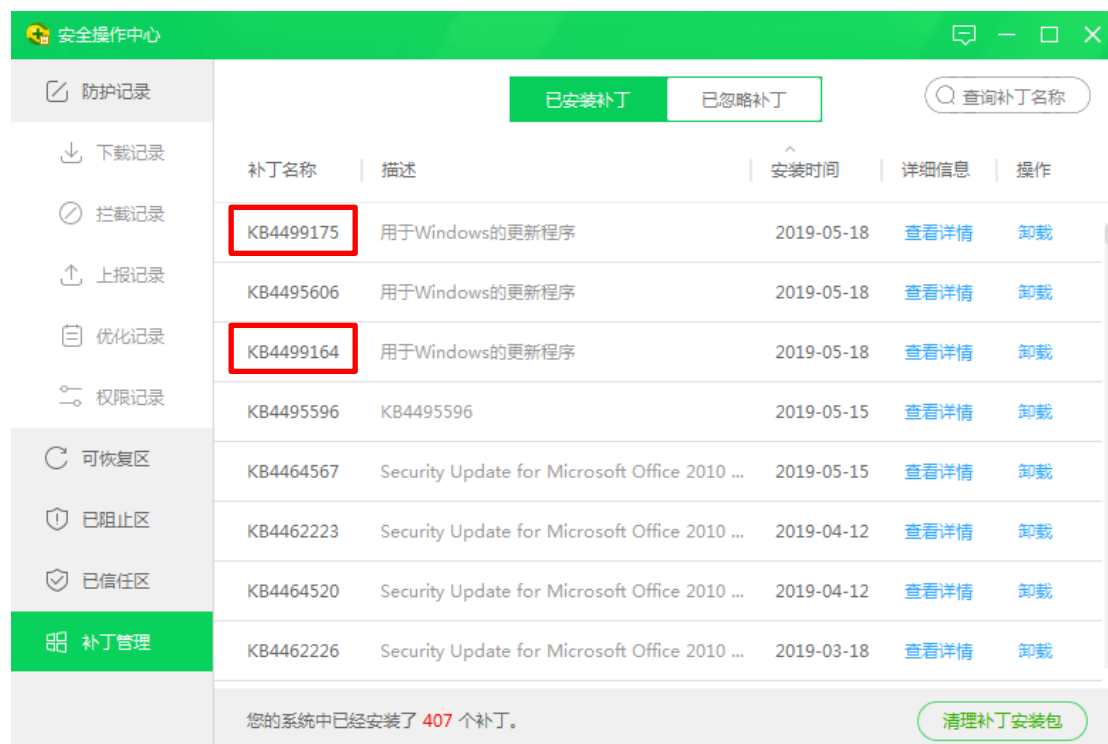 安全操作中心
防护记录
下载记录
拦截记录
上报记录
优化记录
权限记录
可恢复区
已阻止区
已信任区
补丁管理
已安装补丁 已忽略补丁 查询补丁名称
补丁名称 描述 安装时间 详细信息 操作
KB4499175 用于Windows的更新程序 2019-05-18 查看详情 卸载
KB4495606 用于Windows的更新程序 2019-05-18 查看详情 卸载
KB4499164 用于Windows的更新程序 2019-05-18 查看详情 卸载
KB4495596 KB4495596 2019-05-15 查看详情 卸载
KB4464567 Security Update for Microsoft Office 2010 ... 2019-05-15 查看详情 卸载
KB4462223 Security Update for Microsoft Office 2010 ... 2019-04-12 查看详情 卸载
KB4464520 Security Update for Microsoft Office 2010 ... 2019-04-12 查看详情 卸载
KB4462226 Security Update for Microsoft Office 2010 ... 2019-03-18 查看详情 卸载
您的系统中已经安装了 407 个补丁。 清理补丁安装包